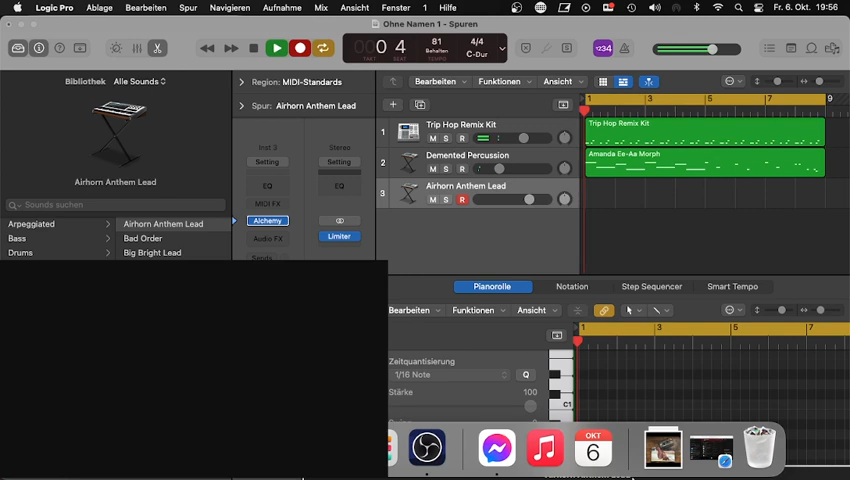 Logic Pro Ablage Bearbeiten Spur Navigieren Aufnahme Mix Ansicht Fenster 1 Hilfe Fr. 6. Okt. 19:56
Ohne Namen 1 - Spuren
0 4 81 4/4
Behalten C-Dur
TAKT BEAT TEMPO
1234
Bibliothek Alle Sounds
Region: MIDI-Standards
Bearbeiten Funktionen Ansicht
Spur: Airhorn Anthem Lead
1 3 5 7 9
1 Trip Hop Remix Kit
M S R
Trip Hop Remix Kit
Inst 3 Stereo
Setting Setting
2 Demented Percussion
M S R
Amanda Ee-Aa Morph
EQ EQ
Airhorn Anthem Lead
3 Airhorn Anthem Lead
M S R
MIDI FX
Sounds suchen
Alchemy
Arpeggiated Airhorn Anthem Lead
Bass Bad Order
Drums Big Bright Lead
Audio FX Limiter
Sends
Pianorolle Notation Step Sequencer Smart Tempo
Bearbeiten Funktionen Ansicht
1 3 5 7
Zeitquantisierung
1/16 Note Q
Stärke 100
C1
OKT
6